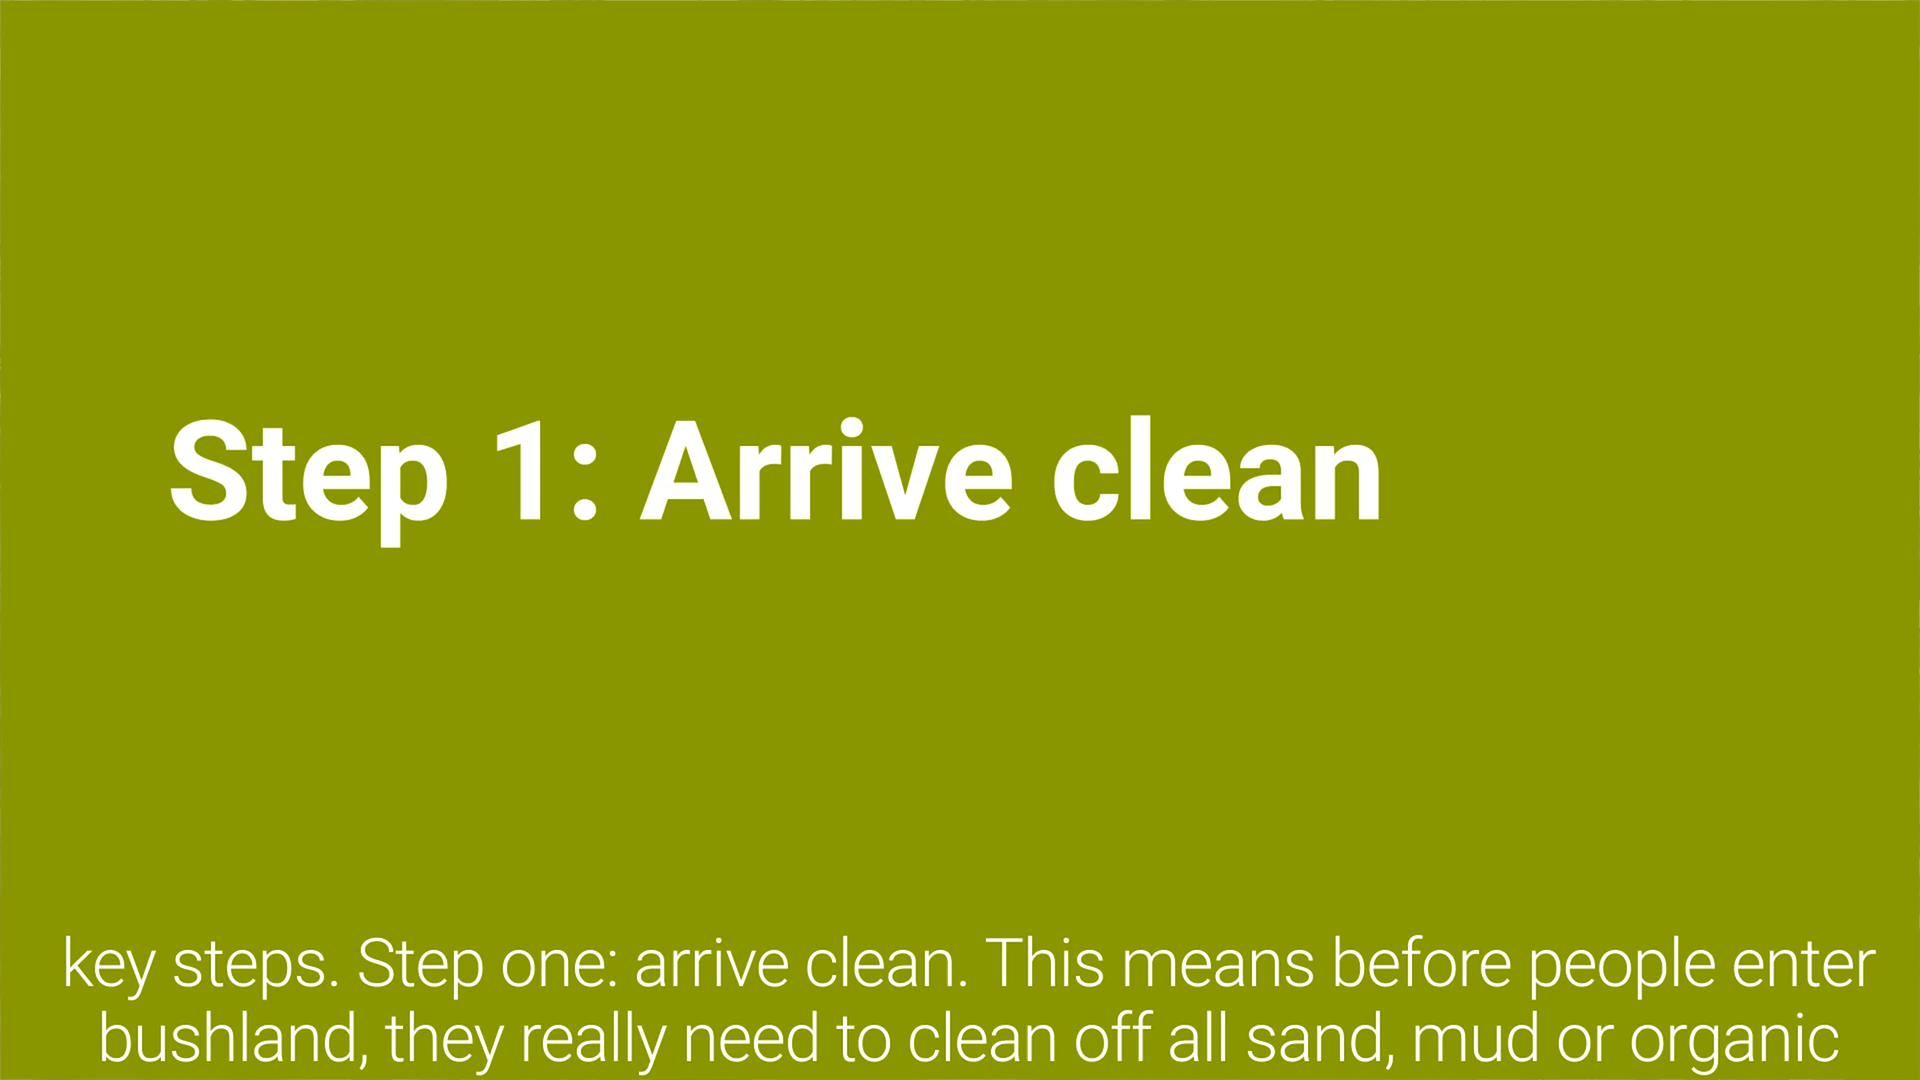 Step 1: Arrive clean
key steps. Step one: arrive clean. This means before people enter
bushland, they really need to clean off all sand, mud or organic